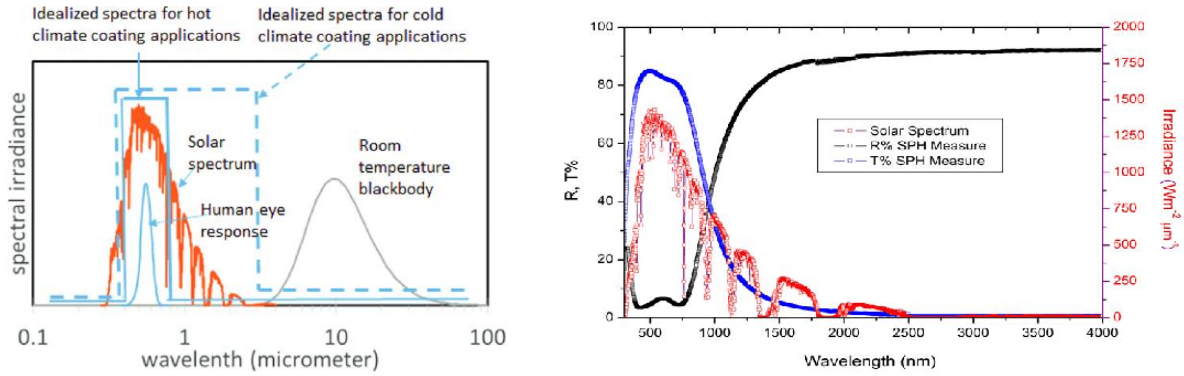 Idealized spectra for hot
climate coating applications
Idealized spectra for cold
climate coating applications
Solar
spectrum
Room
temperature
blackbody
Human eye
response
spectral irradiance
0.1
1
10
100
wavelenth (micrometer)
100
80
60
40
20
0
R, T%
Solar Spectrum
R% SPH Measure
T% SPH Measure
2000
1750
1500
1250
1000
750
500
250
0
Irradiance (Wm⁻² µm⁻¹)
500
1000
1500
2000
2500
3000
3500
4000
Wavelength (nm)